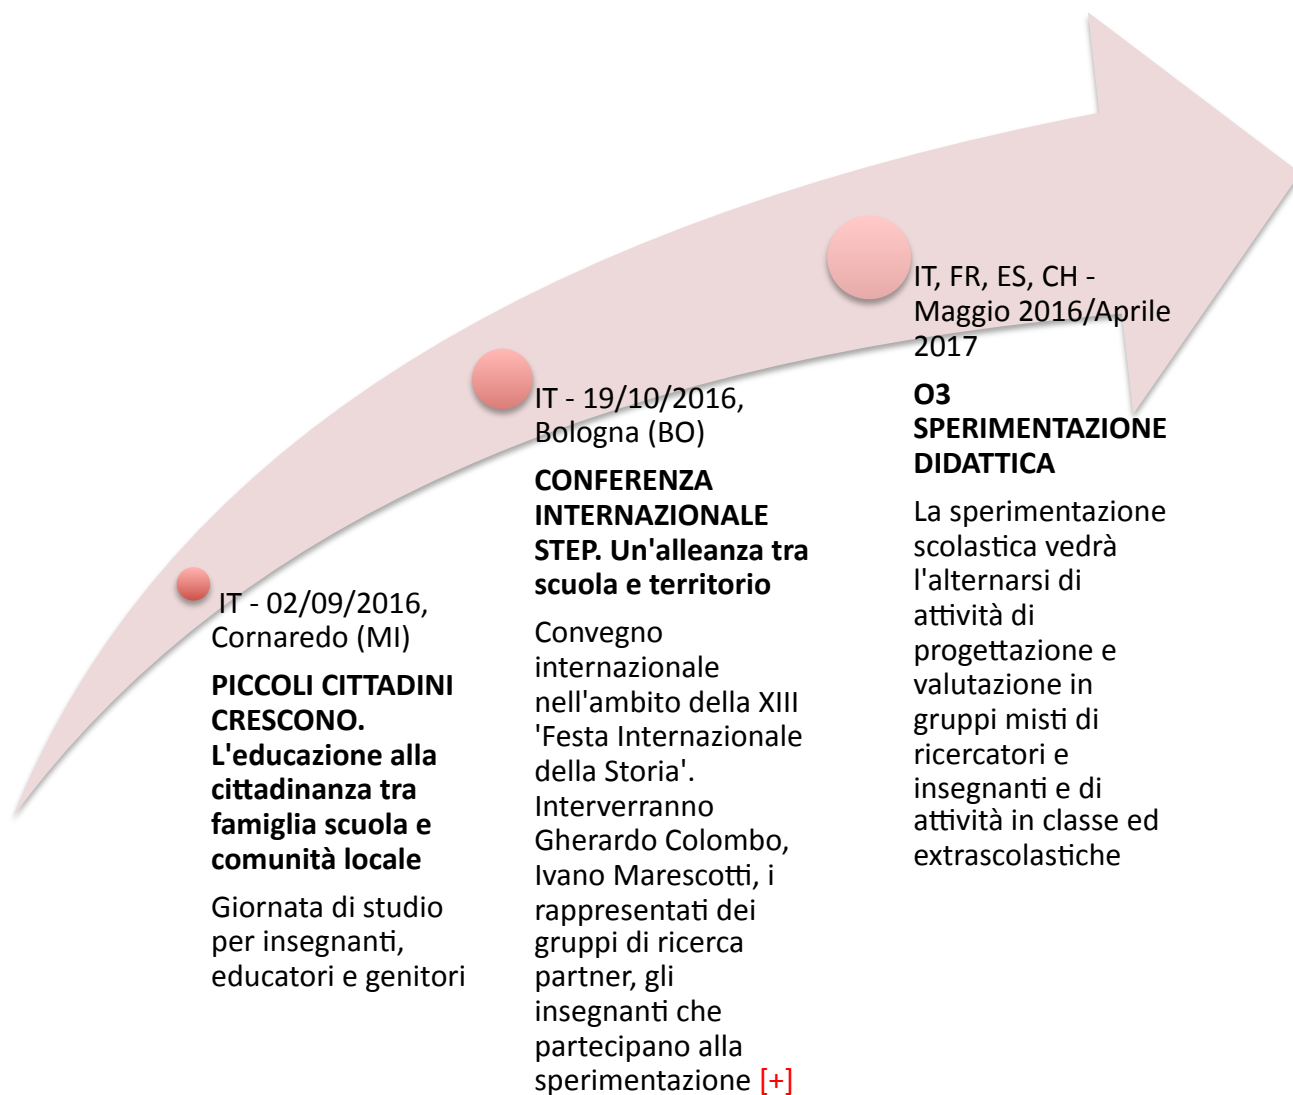 IT - 02/09/2016,
Cornaredo (MI)
PICCOLI CITTADINI
CRESCONO.
L'educazione alla
cittadinanza tra
famiglia scuola e
comunità locale
Giornata di studio
per insegnanti,
educatori e genitori
IT - 19/10/2016,
Bologna (BO)
CONFERENZA
INTERNAZIONALE
STEP. Un'alleanza tra
scuola e territorio
Convegno
internazionale
nell'ambito della XIII
'Festa Internazionale
della Storia'.
Interverranno
Gherardo Colombo,
Ivano Marescotti, i
rappresentati dei
gruppi di ricerca
partner, gli
insegnanti che
partecipano alla
sperimentazione [+]
IT, FR, ES, CH -
Maggio 2016/Aprile
2017
O3
SPERIMENTAZIONE
DIDATTICA
La sperimentazione
scolastica vedrà
l'alternarsi di
attività di
progettazione e
valutazione in
gruppi misti di
ricercatori e
insegnanti e di
attività in classe ed
extrascolastiche